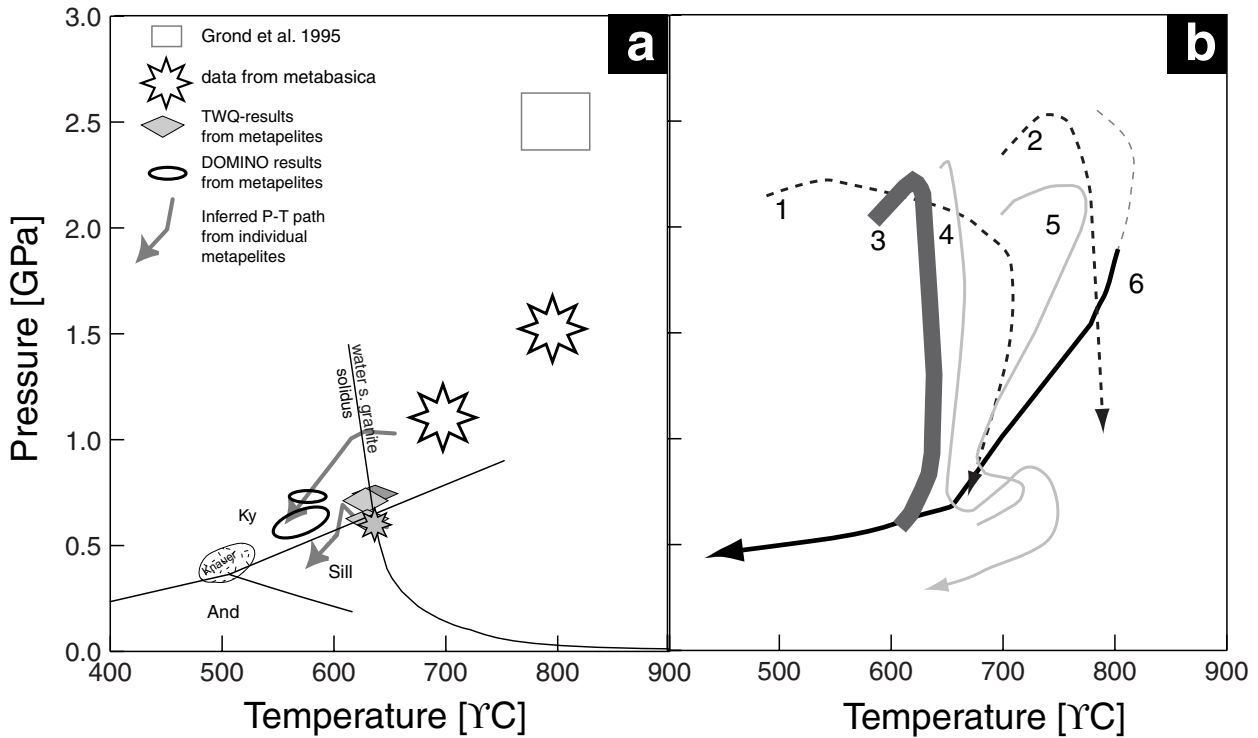 a
b
Grond et al. 1995
data from metabasica
TWQ-results
from metapelites
DOMINO results
from metapelites
Inferred P-T path
from individual
metapelites
water s. granite
solidus
Ky
Sill
And
Knauer
1
2
3
4
5
6
3.0
2.5
2.0
1.5
1.0
0.5
0.0
Pressure [GPa]
400
500
600
700
800
900
500
600
700
800
900
Temperature [ϒC]
Temperature [ϒC]